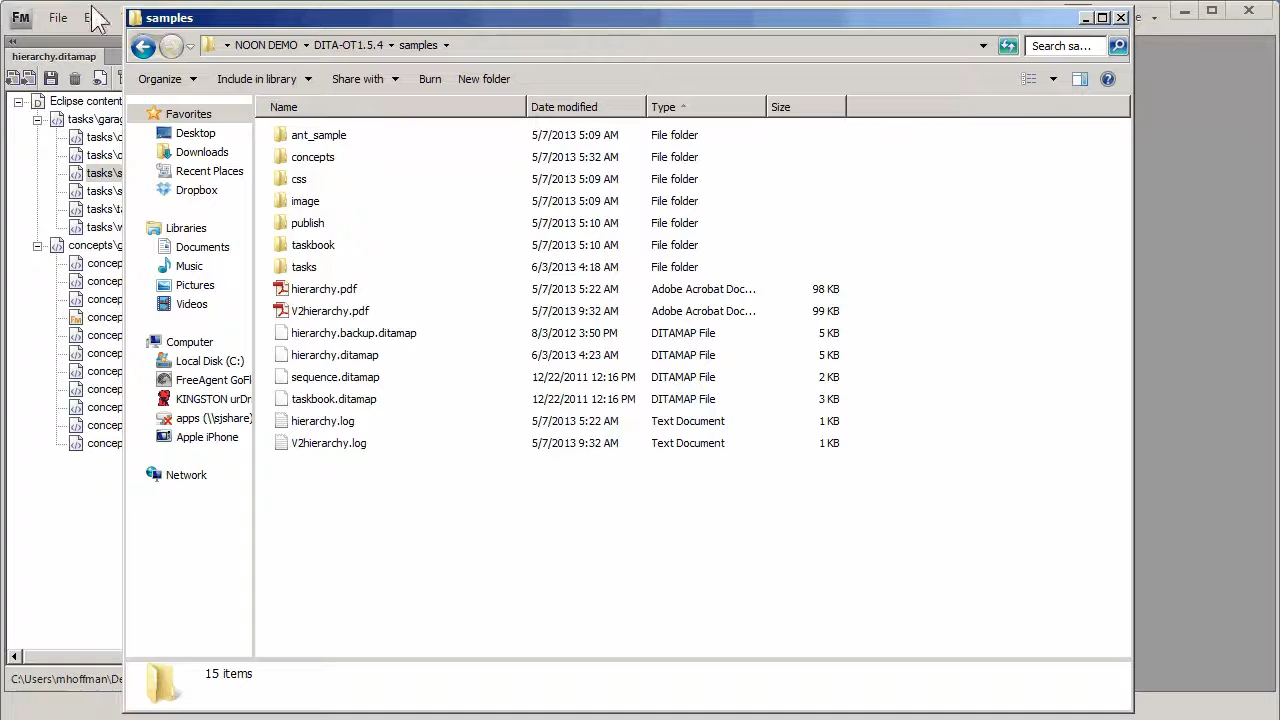 Fm File
hierarchy.ditamap
Eclipse content
tasks\garag
tasks\s
tasks\s
tasks\w
concepts\g
concep
concep
concep
concep
concep
concep
concep
concep
concep
concep
concep
C:\Users\mhoffman\De
samples
NOON DEMO DITA-OT1.5.4 samples
Search sa...
Organize Include in library Share with Burn New folder
Favorites
Desktop
Downloads
Recent Places
Dropbox
Libraries
Documents
Music
Pictures
Videos
Computer
Local Disk (C:)
FreeAgent GoFl
KINGSTON urDr
apps (\\sjshare)
Apple iPhone
Network
Name Date modified Type Size
ant_sample 5/7/2013 5:09 AM File folder
concepts 5/7/2013 5:32 AM File folder
css 5/7/2013 5:09 AM File folder
image 5/7/2013 5:09 AM File folder
publish 5/7/2013 5:10 AM File folder
taskbook 5/7/2013 5:10 AM File folder
tasks 6/3/2013 4:18 AM File folder
hierarchy.pdf 5/7/2013 5:22 AM Adobe Acrobat Doc... 98 KB
V2hierarchy.pdf 5/7/2013 9:32 AM Adobe Acrobat Doc... 99 KB
hierarchy.backup.ditamap 8/3/2012 3:50 PM DITAMAP File 5 KB
hierarchy.ditamap 6/3/2013 4:23 AM DITAMAP File 5 KB
sequence.ditamap 12/22/2011 12:16 PM DITAMAP File 2 KB
taskbook.ditamap 12/22/2011 12:16 PM DITAMAP File 3 KB
hierarchy.log 5/7/2013 5:22 AM Text Document 1 KB
V2hierarchy.log 5/7/2013 9:32 AM Text Document 1 KB
15 items